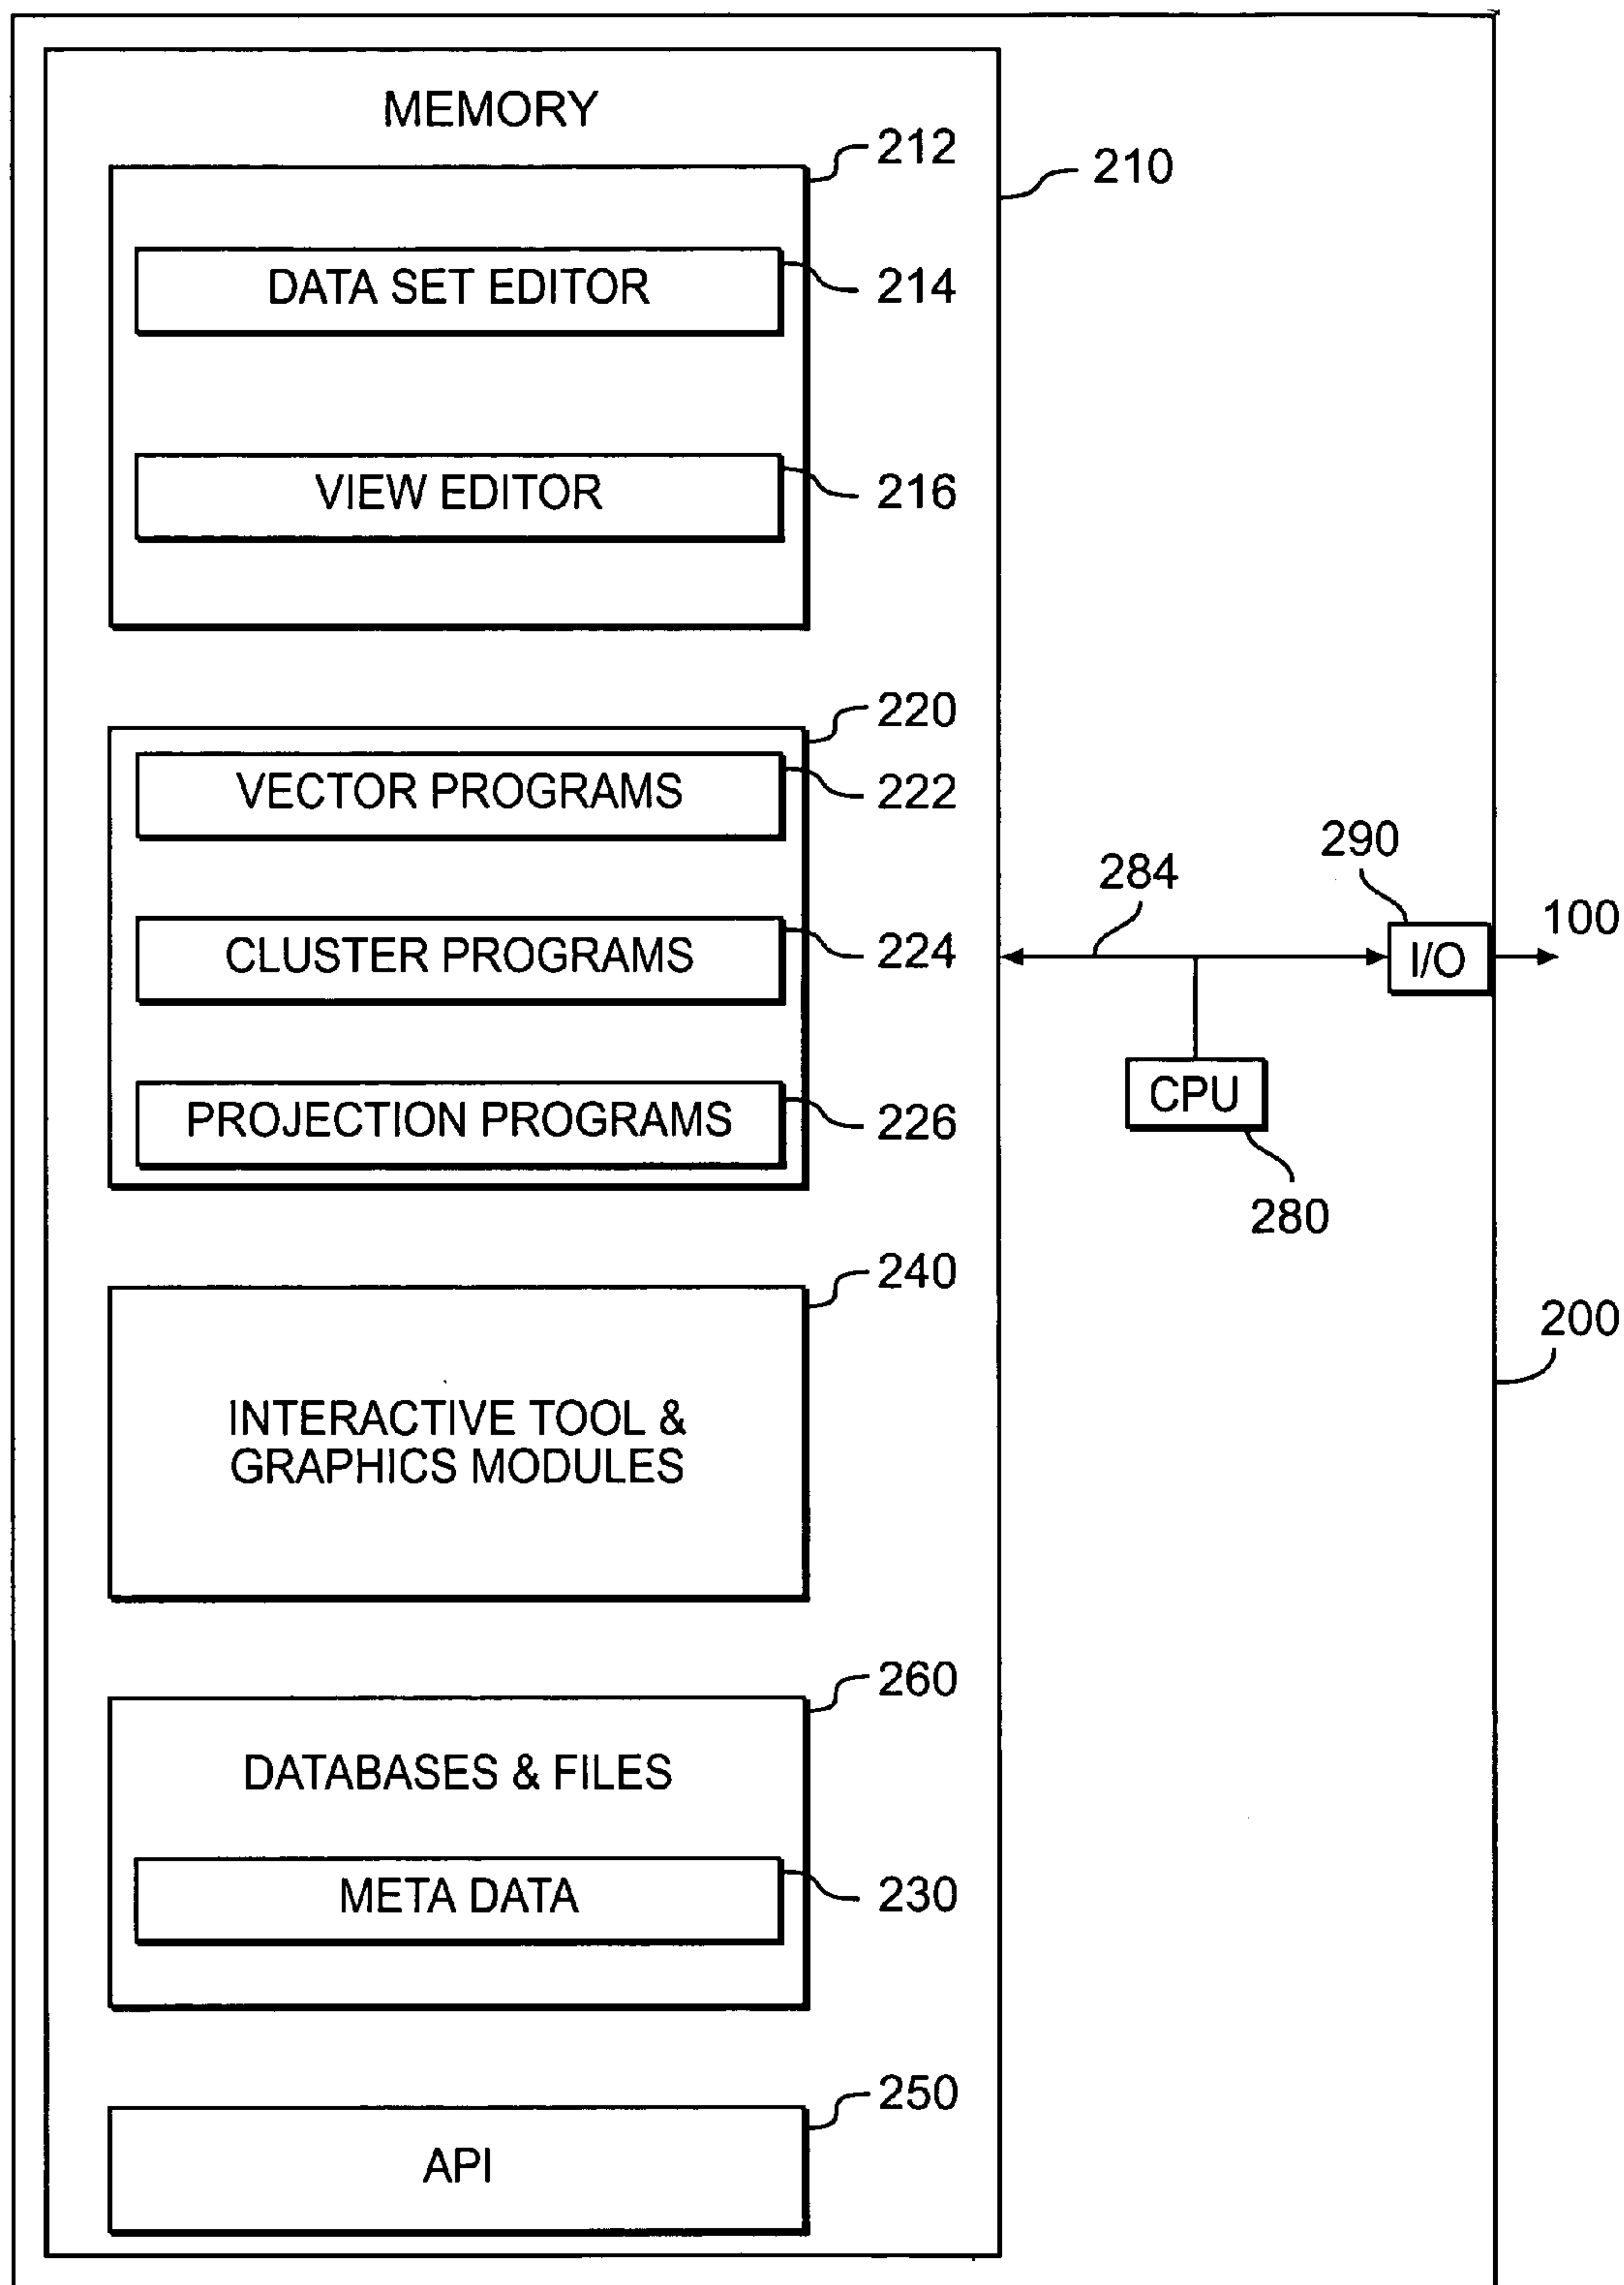 MEMORY
212
210
DATA SET EDITOR
214
VIEW EDITOR
216
220
VECTOR PROGRAMS
222
284
290
100
CLUSTER PROGRAMS
224
I/O
CPU
PROJECTION PROGRAMS
226
280
240
200
INTERACTIVE TOOL &
GRAPHICS MODULES
260
DATABASES & FILES
META DATA
230
250
API